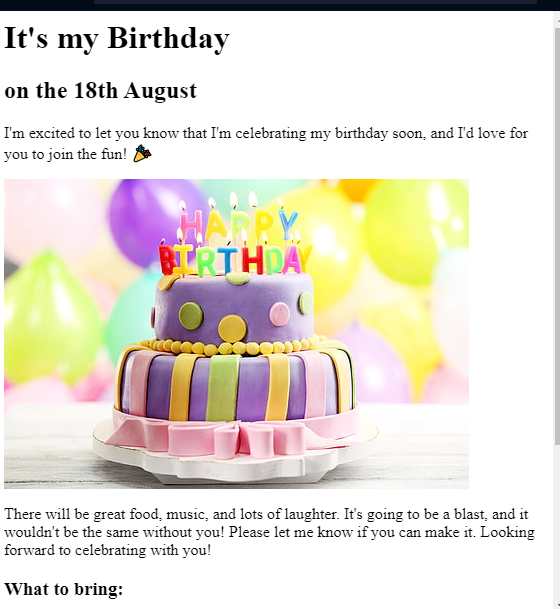 It's my Birthday
on the 18th August
I'm excited to let you know that I'm celebrating my birthday soon, and I'd love for
you to join the fun! 🎉
HAPPY
BIRTHDAY
There will be great food, music, and lots of laughter. It's going to be a blast, and it
wouldn't be the same without you! Please let me know if you can make it. Looking
forward to celebrating with you!
What to bring: